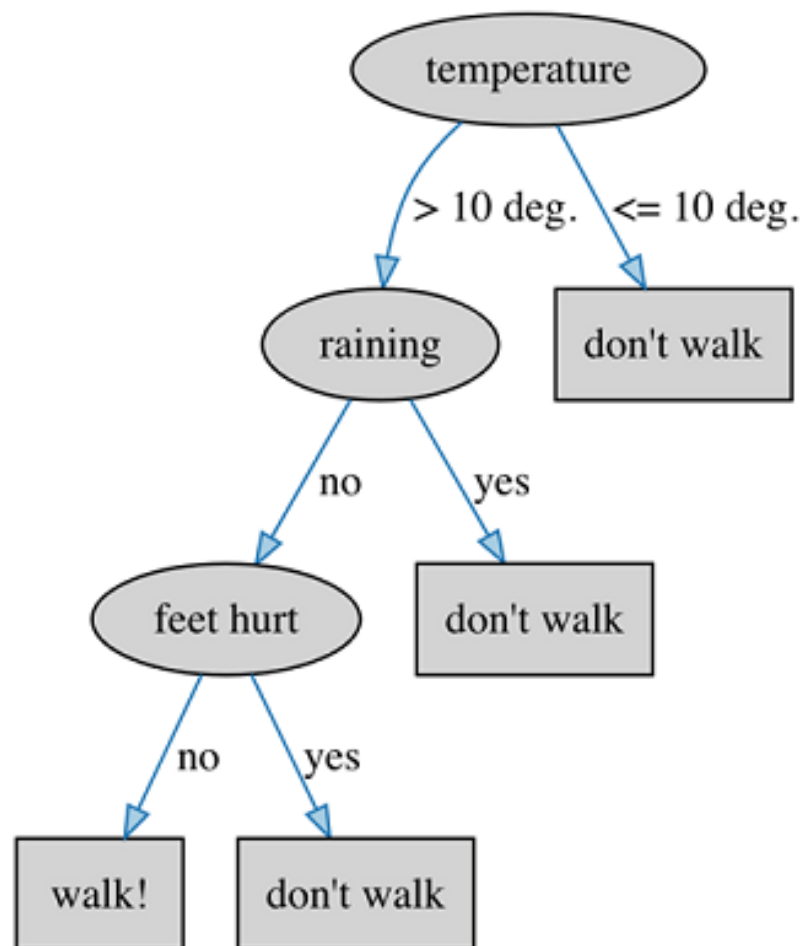 temperature
> 10 deg.
<= 10 deg.
raining
don't walk
no
yes
feet hurt
don't walk
no
yes
walk!
don't walk